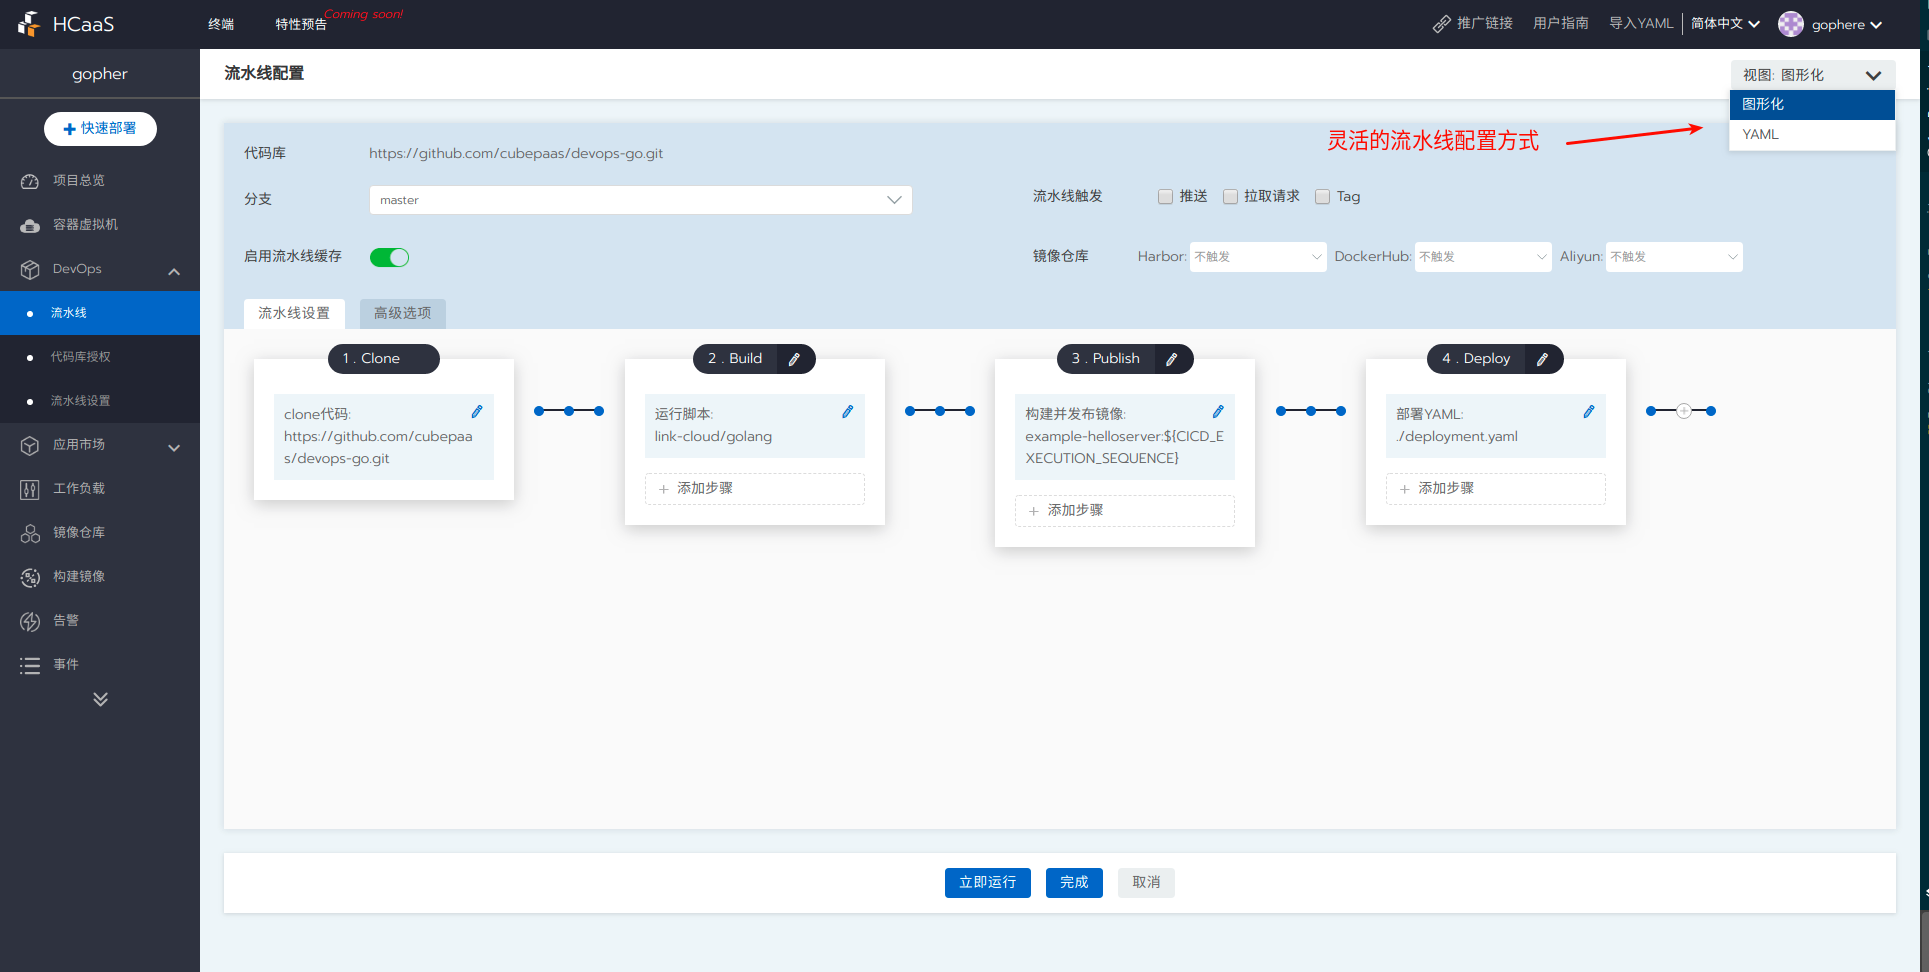 HCaaS
终端
特性预告
Coming soon!
推广链接
用户指南
导入YAML
简体中文
gophere
gopher
快速部署
项目总览
容器虚拟机
DevOps
流水线
代码库授权
流水线设置
应用市场
工作负载
镜像仓库
构建镜像
告警
事件
流水线配置
视图: 图形化
图形化
YAML
灵活的流水线配置方式
代码库
https://github.com/cubepaas/devops-go.git
分支
master
流水线触发
推送
拉取请求
Tag
启用流水线缓存
镜像仓库
Harbor: 不触发
DockerHub: 不触发
Aliyun: 不触发
流水线设置
高级选项
1 . Clone
clone代码:
https://github.com/cubepaa
s/devops-go.git
2 . Build
运行脚本:
link-cloud/golang
+ 添加步骤
3 . Publish
构建并发布镜像:
example-helloserver:${CICD_E
XECUTION_SEQUENCE}
+ 添加步骤
4 . Deploy
部署YAML:
./deployment.yaml
+ 添加步骤
立即运行
完成
取消